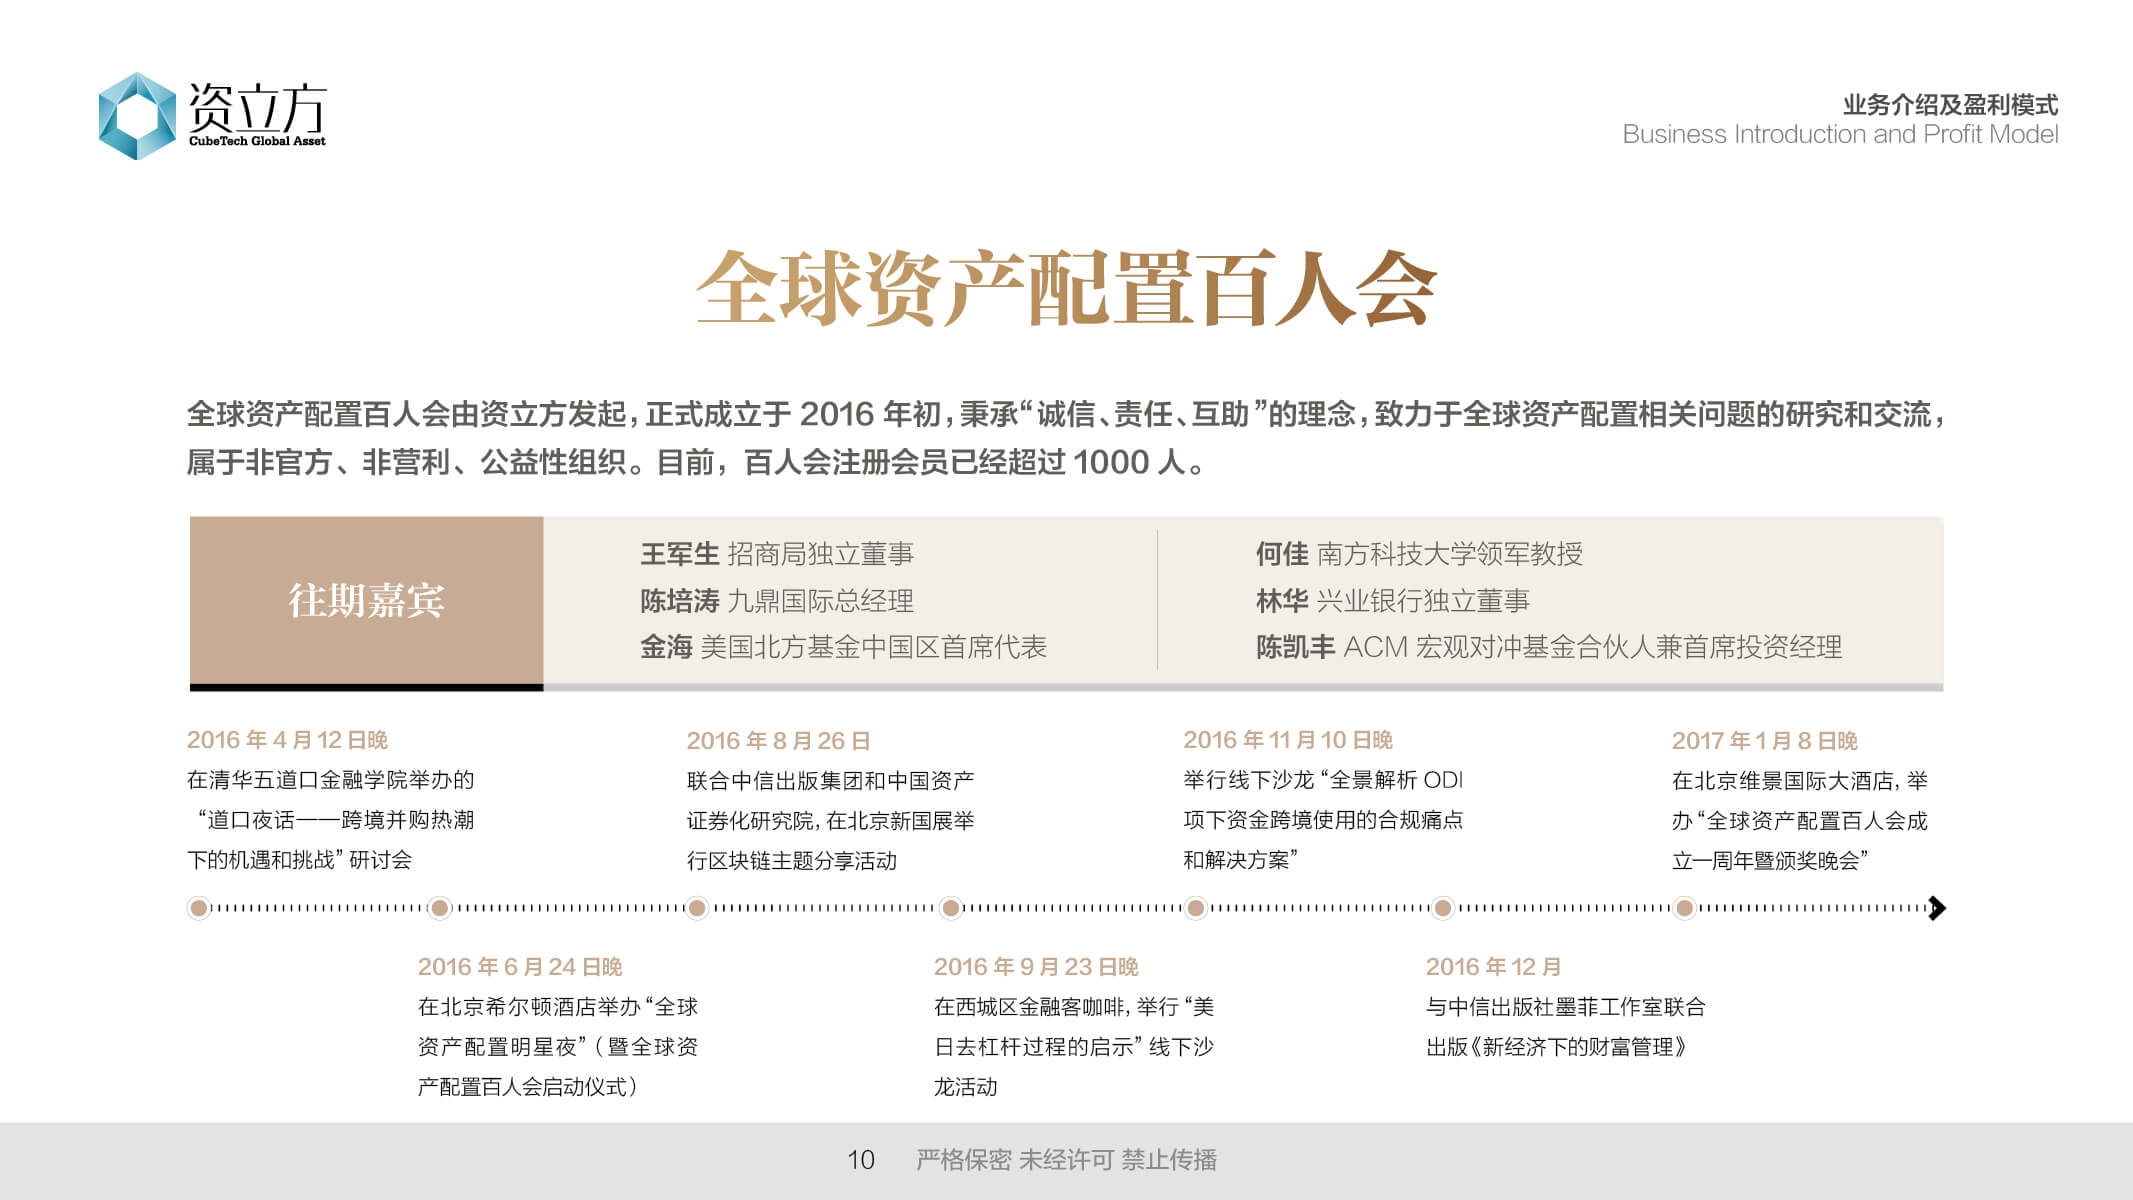 资立方
CubeTech Global Asset
业务介绍及盈利模式
Business Introduction and Profit Model
全球资产配置百人会
全球资产配置百人会由资立方发起，正式成立于 2016 年初，秉承“诚信、责任、互助”的理念，致力于全球资产配置相关问题的研究和交流，
属于非官方、非营利、公益性组织。目前，百人会注册会员已经超过 1000 人。
往期嘉宾
王军生 招商局独立董事
陈培涛 九鼎国际总经理
金海 美国北方基金中国区首席代表
何佳 南方科技大学领军教授
林华 兴业银行独立董事
陈凯丰 ACM 宏观对冲基金合伙人兼首席投资经理
2016 年 4 月 12 日晚
在清华五道口金融学院举办的
“道口夜话——跨境并购热潮
下的机遇和挑战” 研讨会
2016 年 6 月 24 日晚
在北京希尔顿酒店举办“全球
资产配置明星夜”（暨全球资
产配置百人会启动仪式）
2016 年 8 月 26 日
联合中信出版集团和中国资产
证券化研究院，在北京新国展举
行区块链主题分享活动
2016 年 9 月 23 日晚
在西城区金融客咖啡，举行“美
日去杠杆过程的启示” 线下沙
龙活动
2016 年 11 月 10 日晚
举行线下沙龙“全景解析 ODI
项下资金跨境使用的合规痛点
和解决方案”
2016 年 12 月
与中信出版社墨菲工作室联合
出版《新经济下的财富管理》
2017 年 1 月 8 日晚
在北京维景国际大酒店，举
办“全球资产配置百人会成
立一周年暨颁奖晚会”
10 严格保密 未经许可 禁止传播